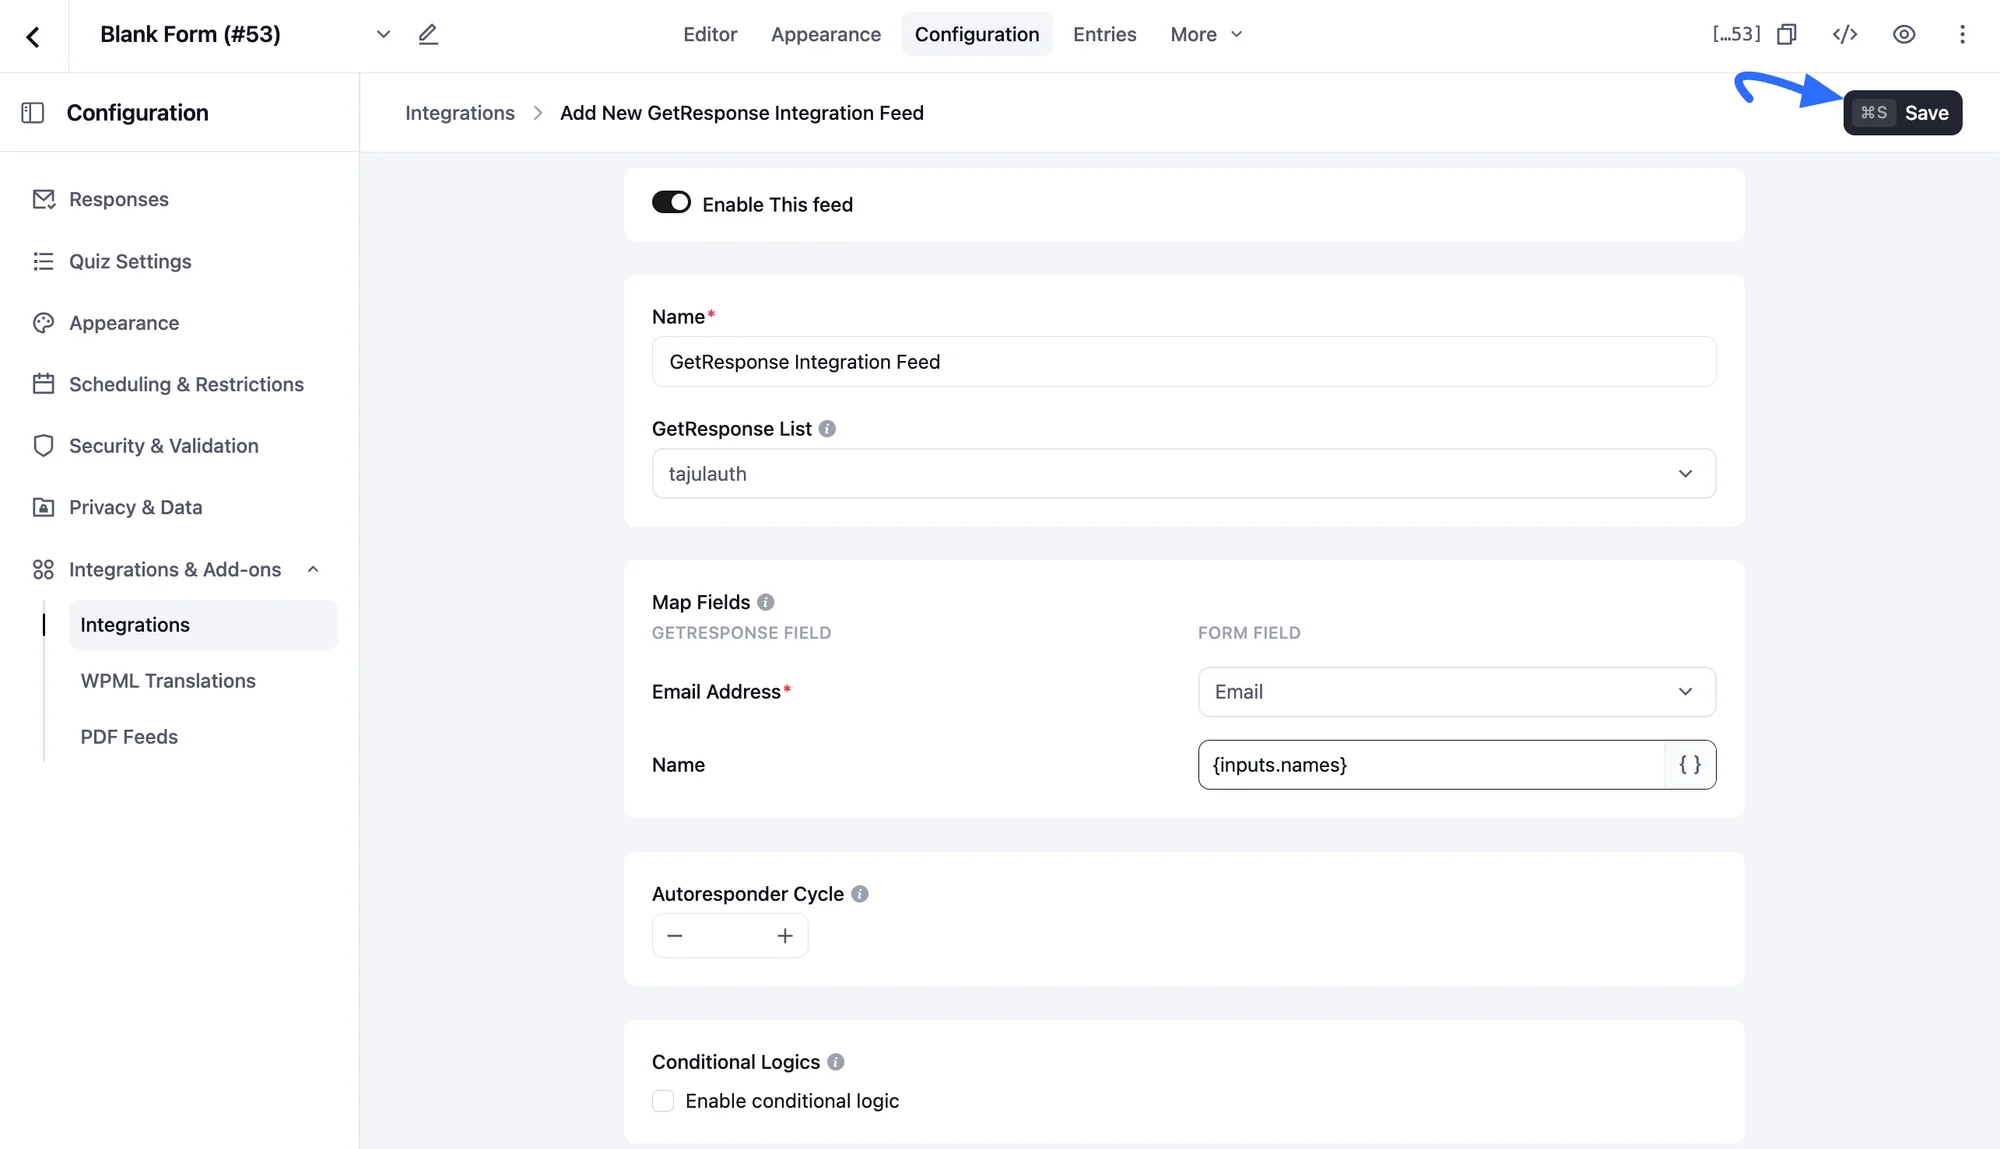 Blank Form (#53)
Editor
Appearance
Configuration
Entries
More
[...53]
</>
Configuration
Integrations > Add New GetResponse Integration Feed
⌘S Save
Responses
Quiz Settings
Appearance
Scheduling & Restrictions
Security & Validation
Privacy & Data
Integrations & Add-ons
Integrations
WPML Translations
PDF Feeds
Enable This feed
Name*
GetResponse Integration Feed
GetResponse List
tajulauth
Map Fields
GETRESPONSE FIELD FORM FIELD
Email Address* Email
Name {inputs.names} { }
Autoresponder Cycle
− +
Conditional Logics
Enable conditional logic